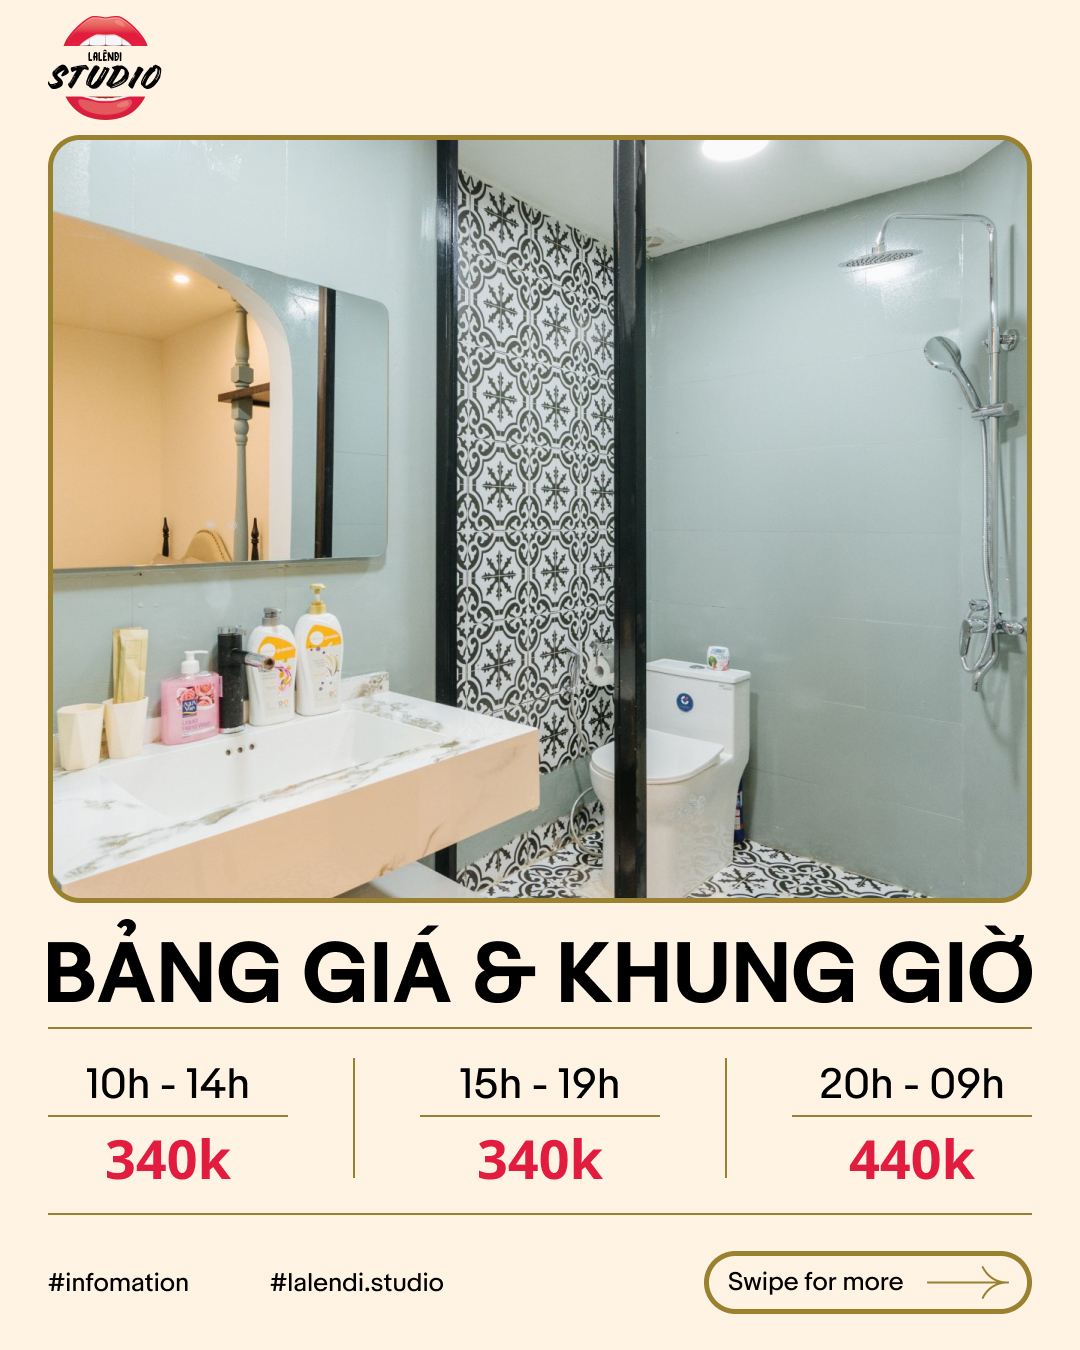 LALÊNĐI
STUDIO
BẢNG GIÁ & KHUNG GIỜ
10h - 14h
15h - 19h
20h - 09h
340k
340k
440k
#infomation
#lalendi.studio
Swipe for more